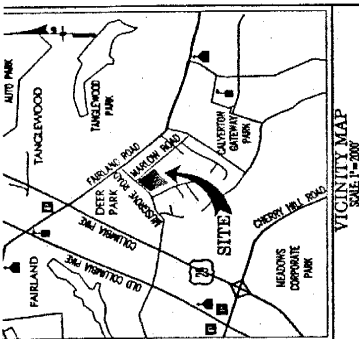 AUTO PARK
TANGLEWOOD
TANGLEWOOD
PARK
FAIRLAND ROAD
MARLOW ROAD
MUSGROVE ROAD
DEER
PARK
CALVERTON
GATEWAY
PARK
FAIRLAND
OLD COLUMBIA PIKE
COLUMBIA PIKE
29
SITE
CHERRY HILL ROAD
MEADOWS
CORPORATE
PARK
VICINITY MAP
SCALE 1"=2000'